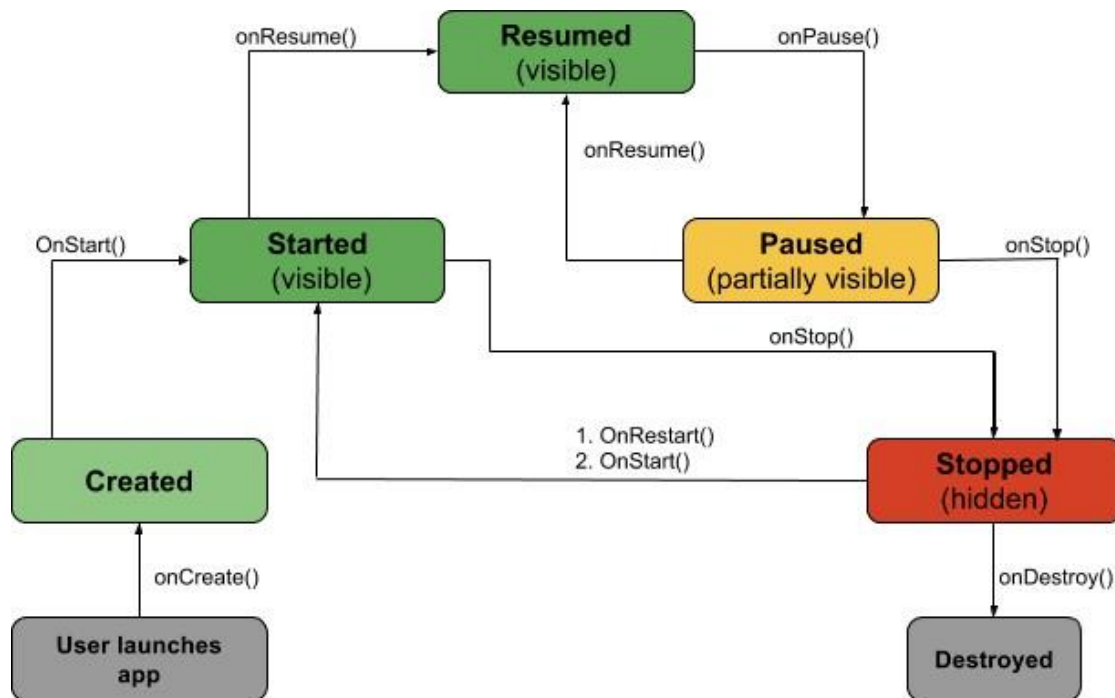 Resumed
(visible)
onResume()
onPause()
onResume()
OnStart()
Started
(visible)
Paused
(partially visible)
onStop()
onStop()
1. OnRestart()
2. OnStart()
Created
Stopped
(hidden)
onCreate()
onDestroy()
User launches
app
Destroyed